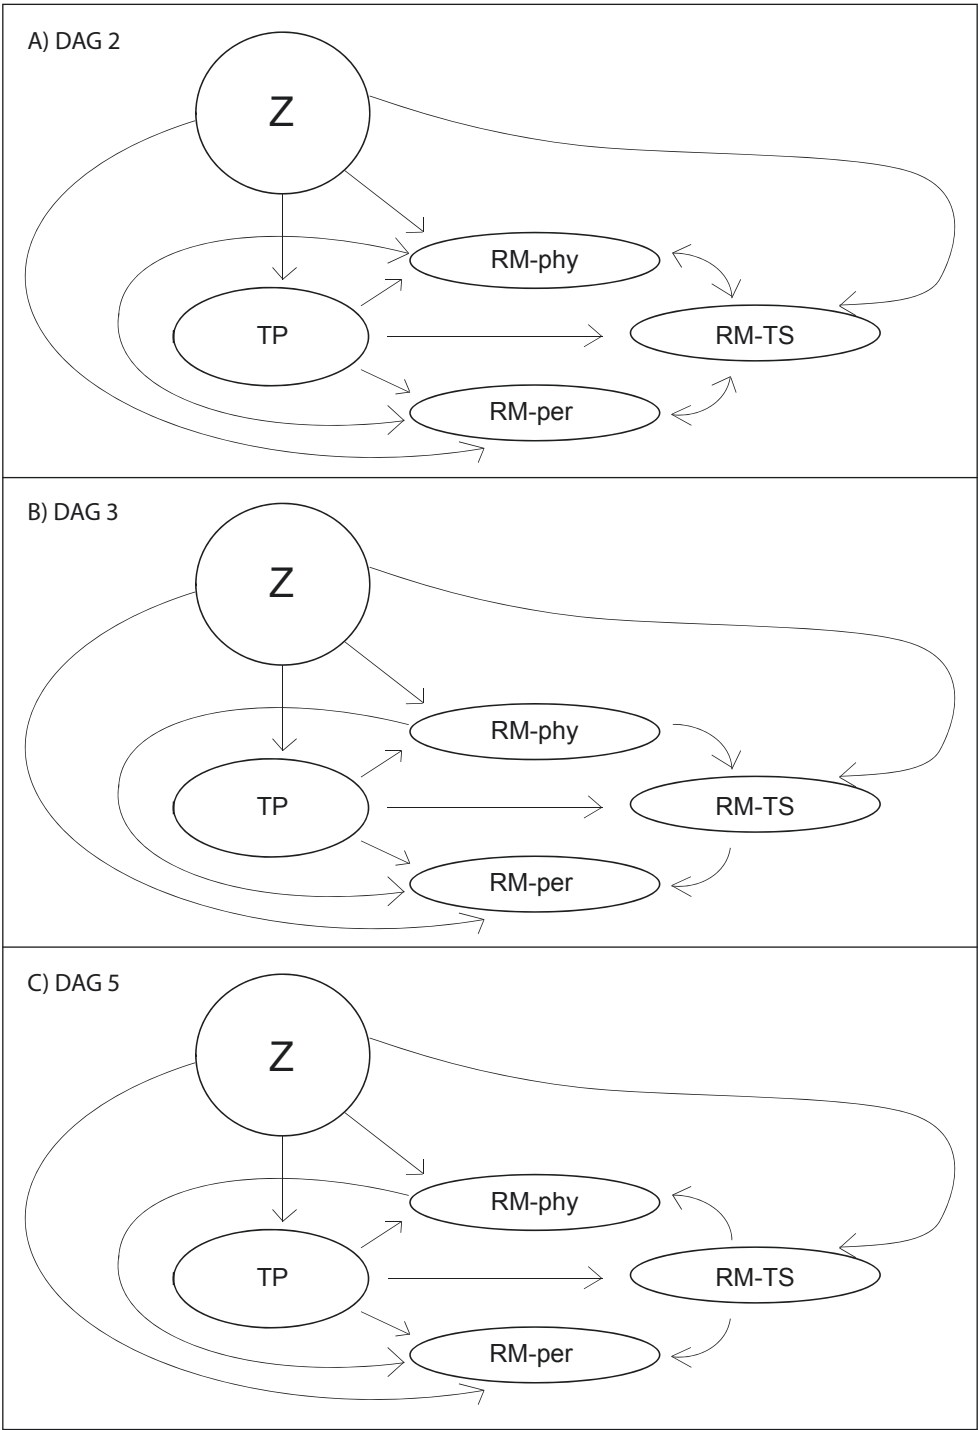 A) DAG 2
Z
RM-phy
TP
RM-TS
RM-per
B) DAG 3
Z
RM-phy
TP
RM-TS
RM-per
C) DAG 5
Z
RM-phy
TP
RM-TS
RM-per